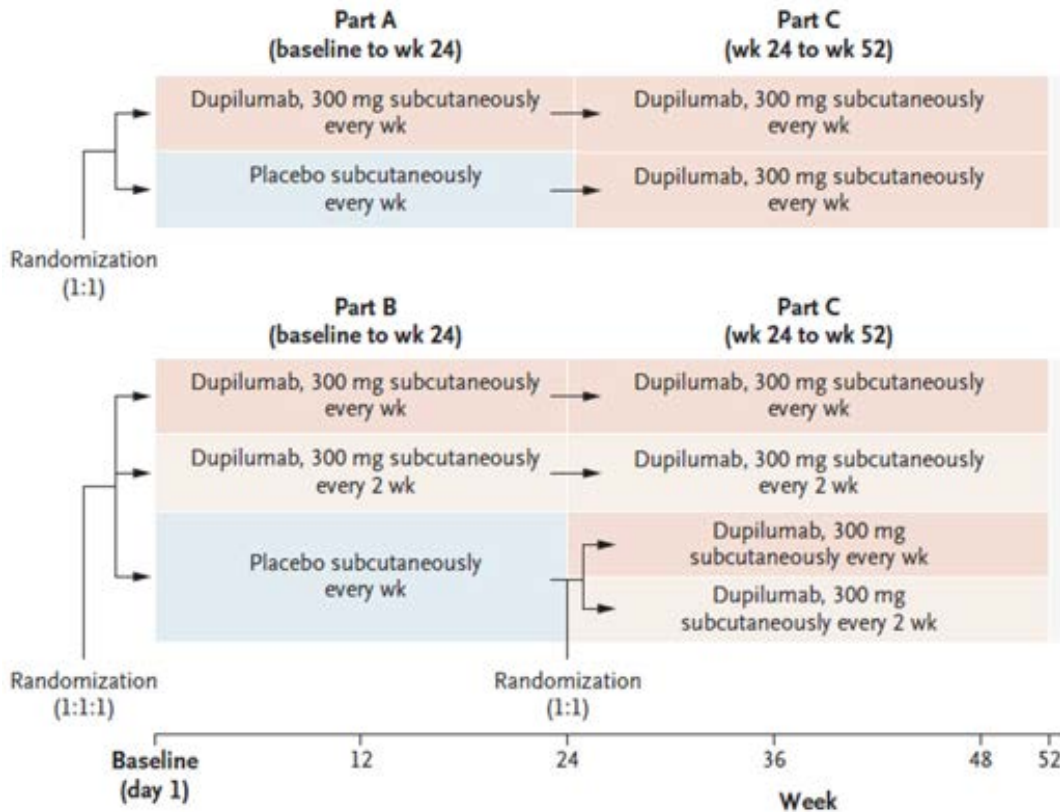 Part A
(baseline to wk 24)
Part C
(wk 24 to wk 52)
Dupilumab, 300 mg subcutaneously
every wk
Dupilumab, 300 mg subcutaneously
every wk
Placebo subcutaneously
every wk
Dupilumab, 300 mg subcutaneously
every wk
Randomization
(1:1)
Part B
(baseline to wk 24)
Part C
(wk 24 to wk 52)
Dupilumab, 300 mg subcutaneously
every wk
Dupilumab, 300 mg subcutaneously
every wk
Dupilumab, 300 mg subcutaneously
every 2 wk
Dupilumab, 300 mg subcutaneously
every 2 wk
Placebo subcutaneously
every wk
Dupilumab, 300 mg
subcutaneously every wk
Dupilumab, 300 mg
subcutaneously every 2 wk
Randomization
(1:1:1)
Randomization
(1:1)
Baseline
(day 1)
12
24
36
48
52
Week